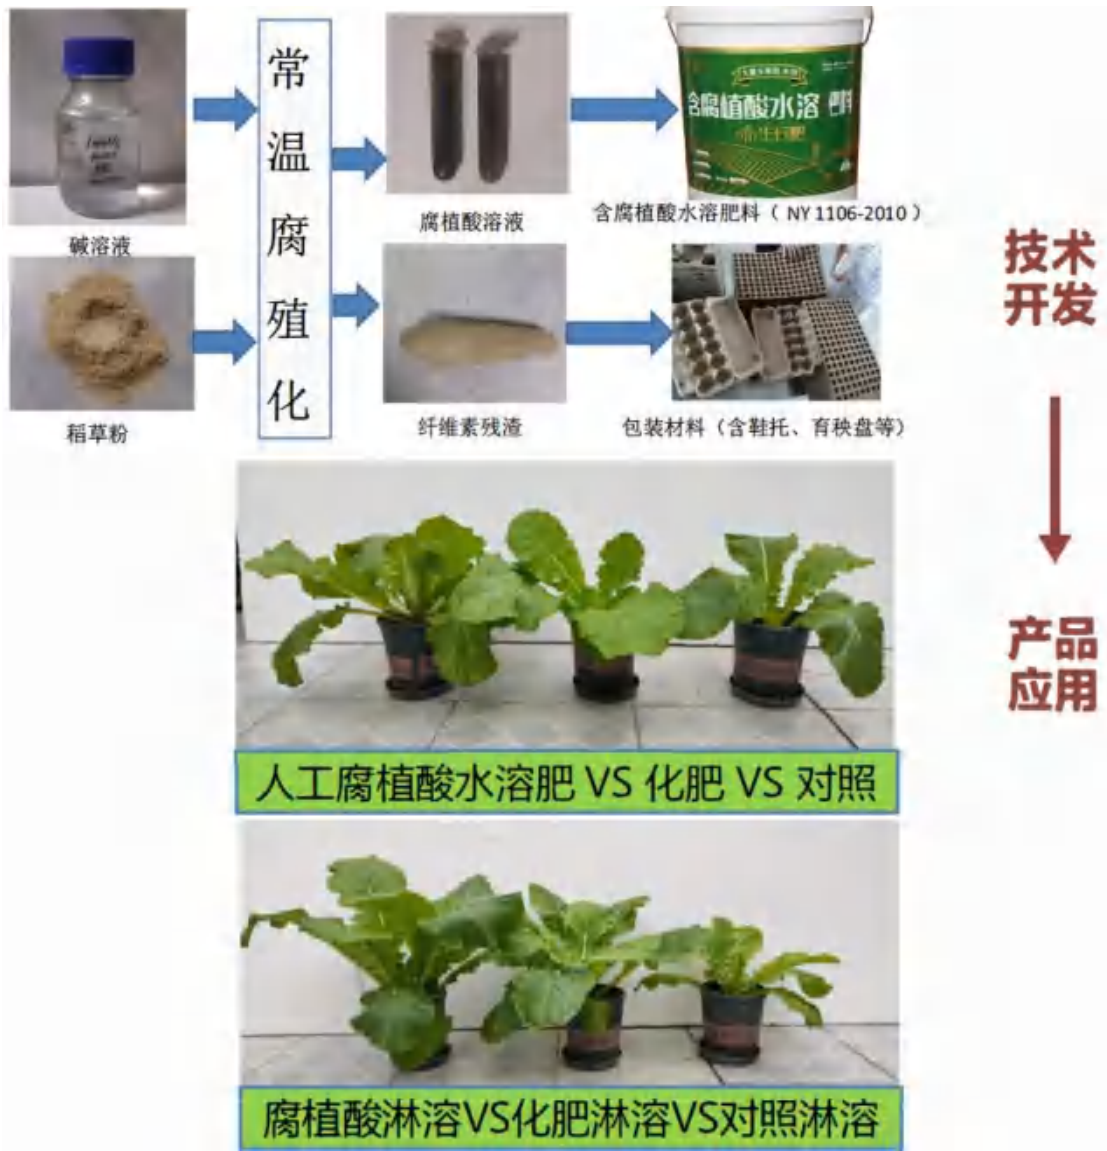 常温腐殖化
碱溶液
稻草粉
腐植酸溶液
纤维素残渣
含腐植酸水溶 肥料
含腐植酸水溶肥料（ NY 1106-2010 ）
包装材料（含鞋托、育秧盘等）
技术
开发
产品
应用
人工腐植酸水溶肥 VS 化肥 VS 对照
腐植酸淋溶VS化肥淋溶VS对照淋溶